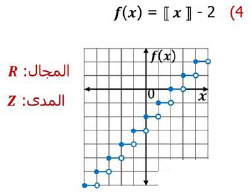 f(x) = ⟦ x ⟧ - 2 (4
f(x)
المجال: R
0
x
المدى: Z